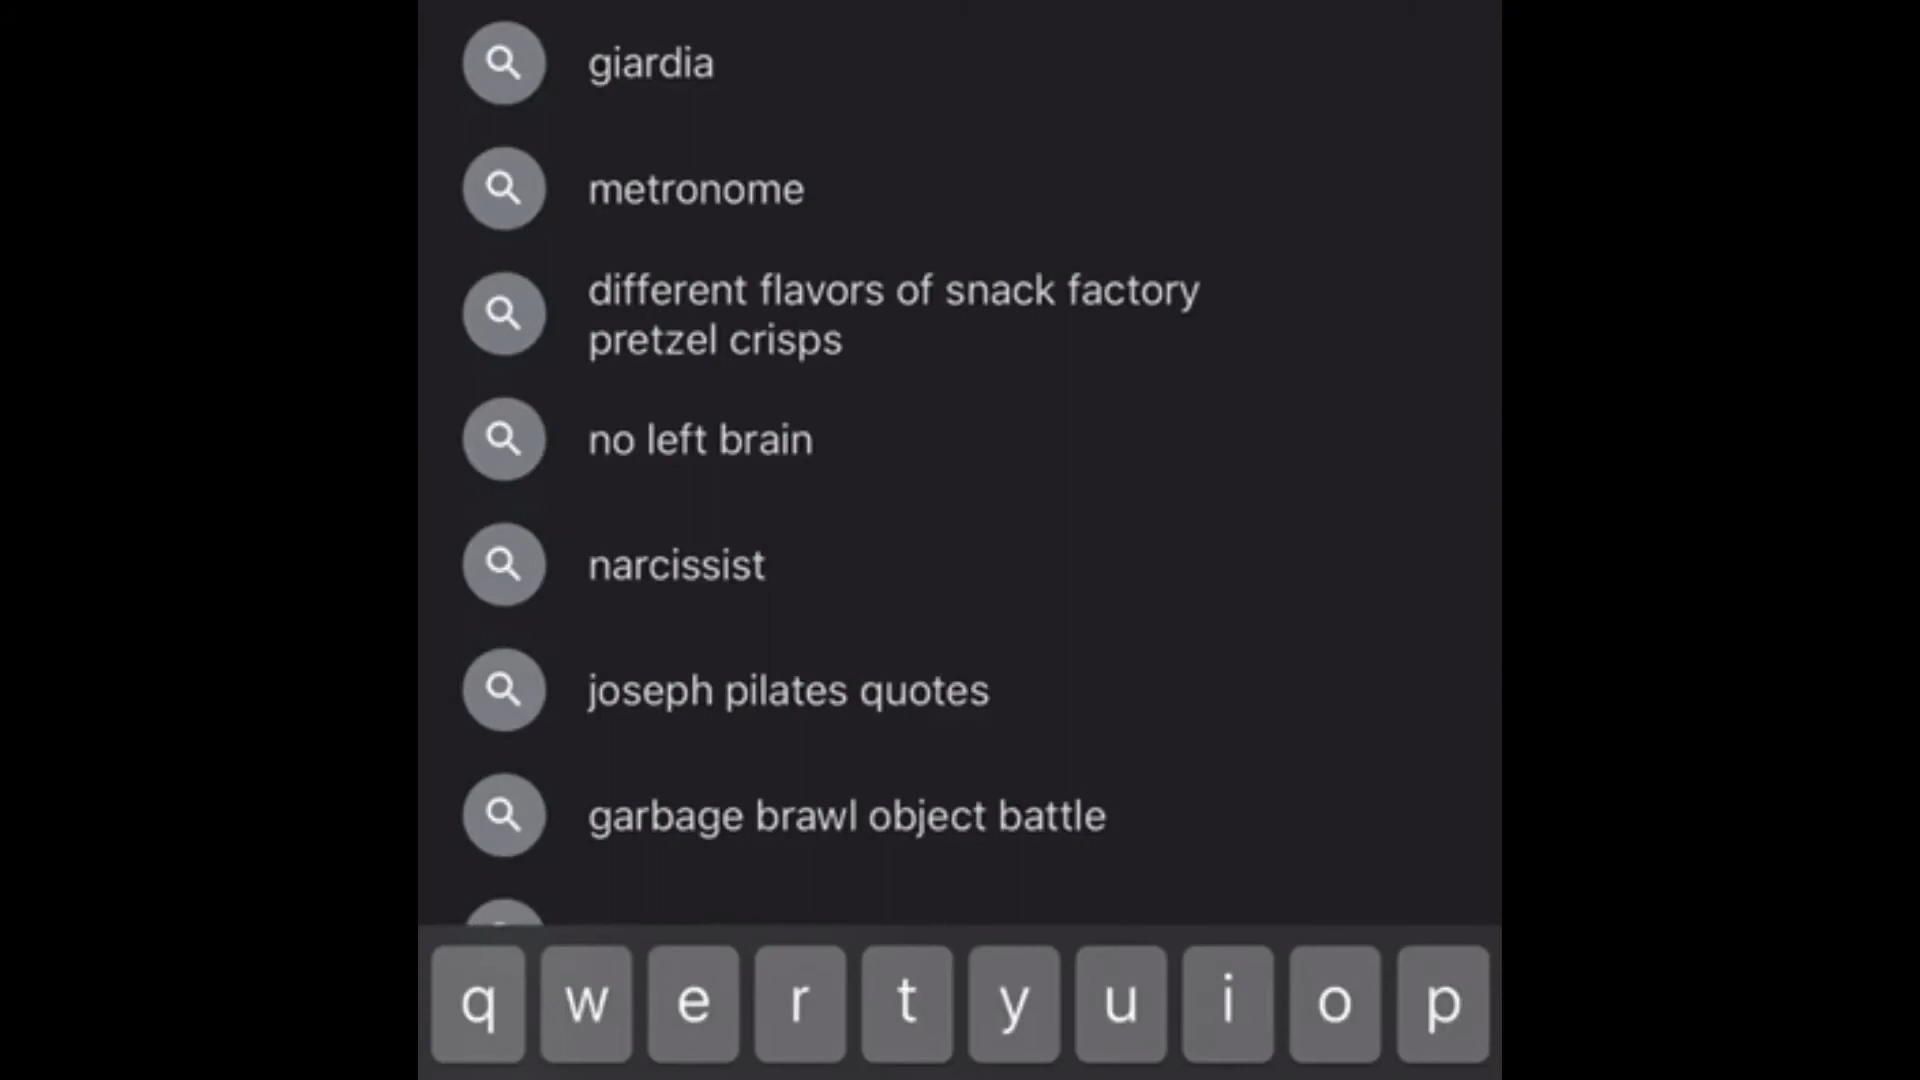 giardia
metronome
different flavors of snack factory
pretzel crisps
no left brain
narcissist
joseph pilates quotes
garbage brawl object battle
q w e r t y u i o p